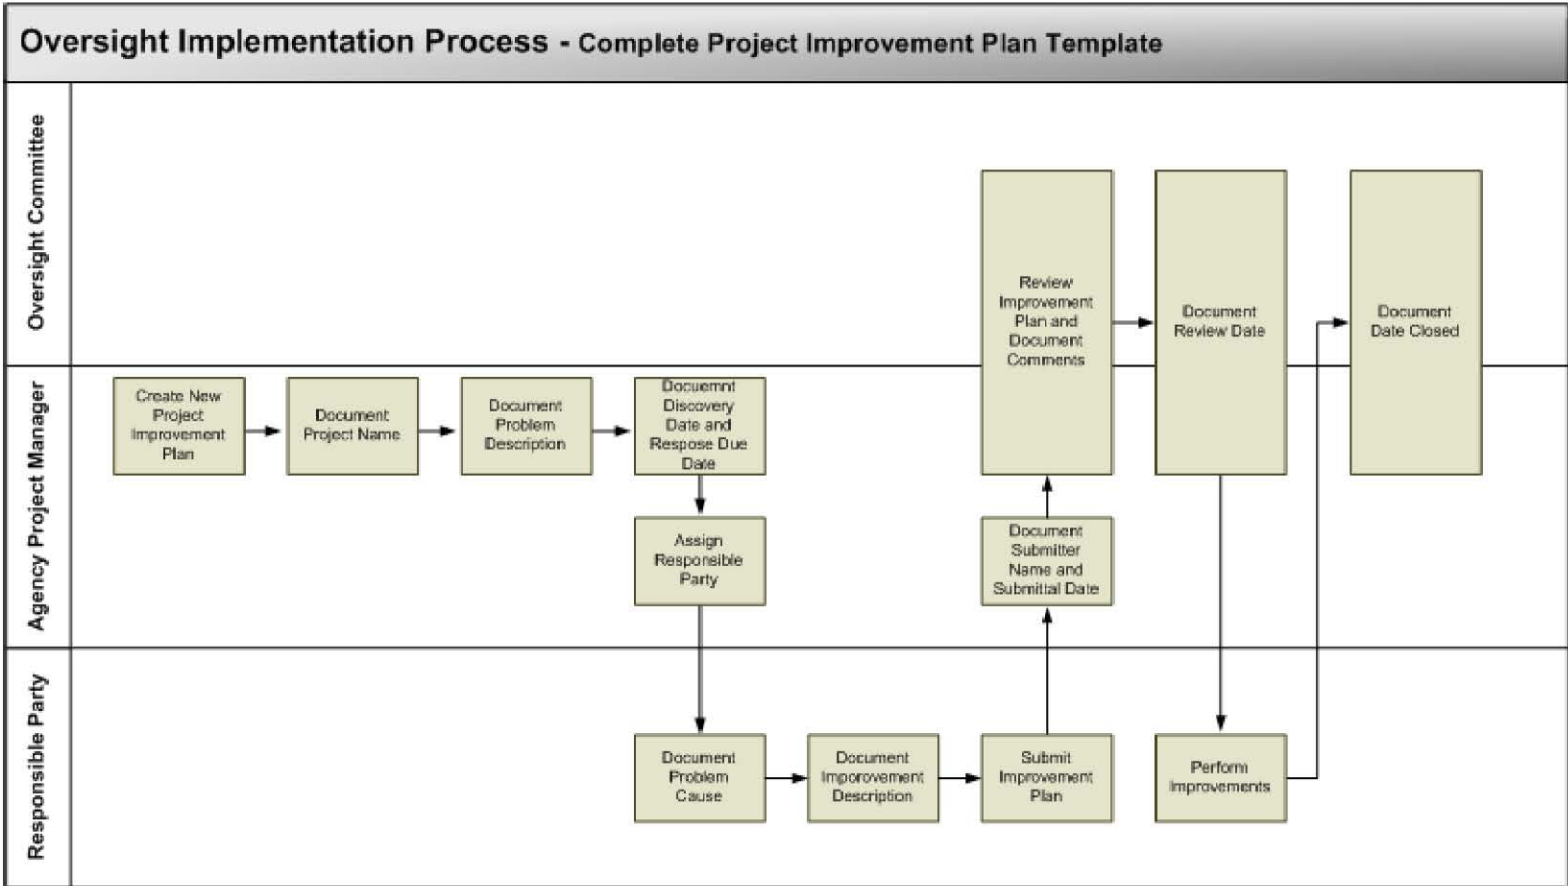 Oversight Implementation Process - Complete Project Improvement Plan Template
Oversight Committee
Review
Improvement
Plan and
Document
Comments
Document
Review Date
Document
Date Closed
Agency Project Manager
Create New
Project
Improvement
Plan
Document
Project Name
Document
Problem
Description
Docuemnt
Discovery
Date and
Respose Due
Date
Assign
Responsible
Party
Document
Submitter
Name and
Submittal Date
Responsible Party
Document
Problem
Cause
Document
Imporovement
Description
Submit
Improvement
Plan
Perform
Improvements